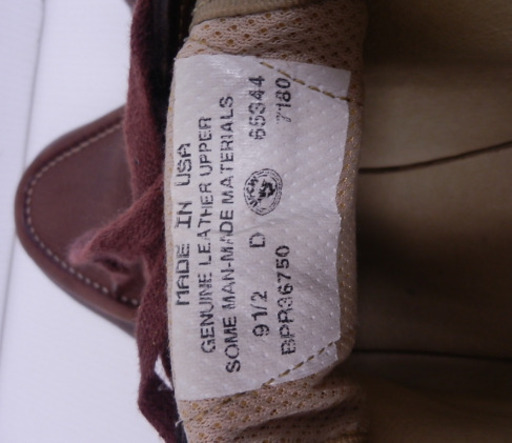 MADE IN USA
GENUINE LEATHER UPPER
SOME MAN-MADE MATERIALS
9 1/2 D 65344
BPR36750 7180